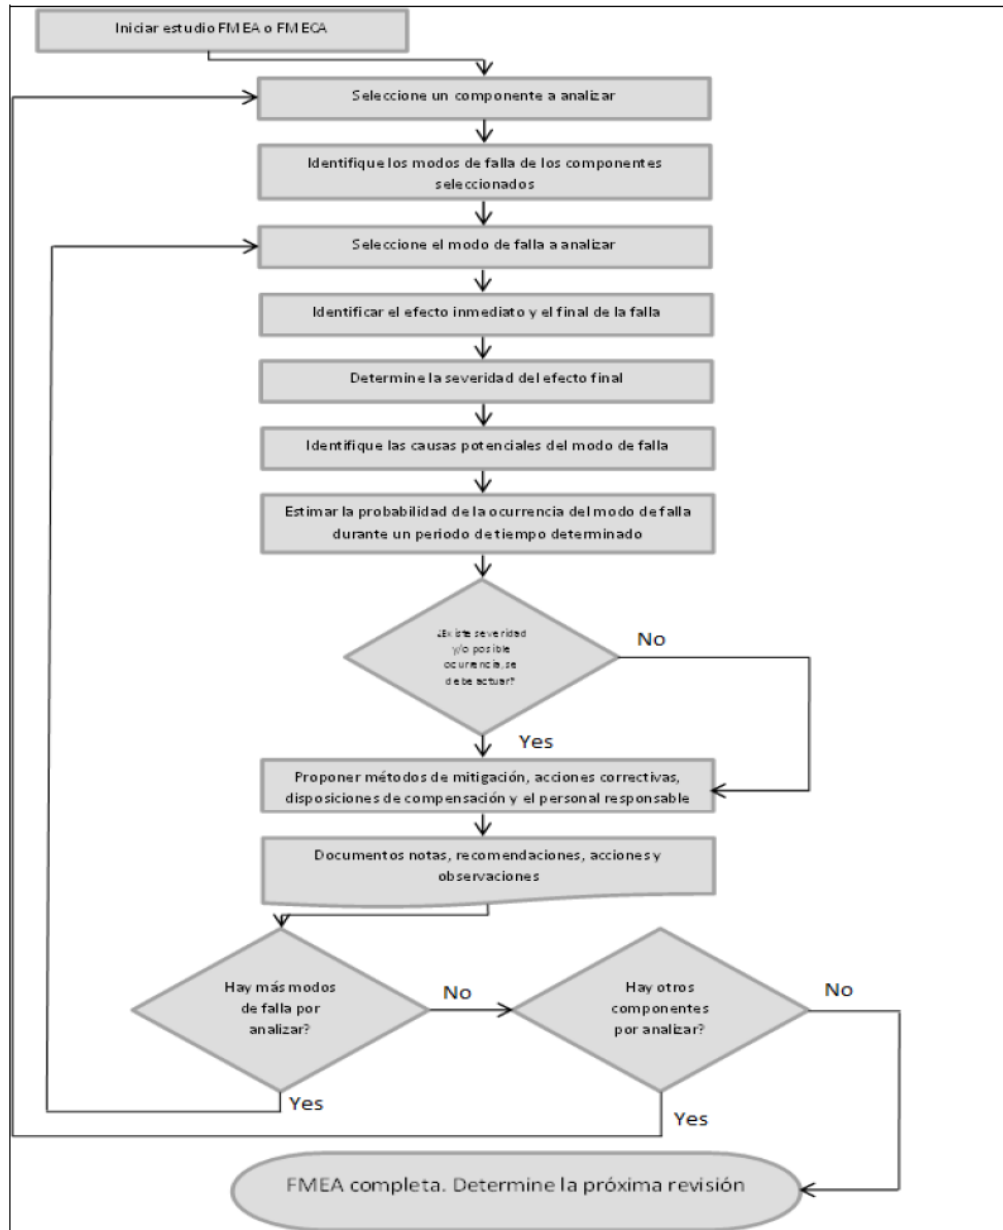 Iniciar estudio FMEA o FMECA
Seleccione un componente a analizar
Identifique los modos de falla de los componentes
seleccionados
Seleccione el modo de falla a analizar
Identificar el efecto inmediato y el final de la falla
Determine la severidad del efecto final
Identifique las causas potenciales del modo de falla
Estimar la probabilidad de la ocurrencia del modo de falla
durante un periodo de tiempo determinado
¿Existe severidad
y/o posible
ocurrencia, se
debe actuar?
No
Yes
Proponer métodos de mitigación, acciones correctivas,
disposiciones de compensación y el personal responsable
Documentos notas, recomendaciones, acciones y
observaciones
Hay más modos
de falla por
analizar?
No
Yes
Hay otros
componentes
por analizar?
No
Yes
FMEA completa. Determine la próxima revisión